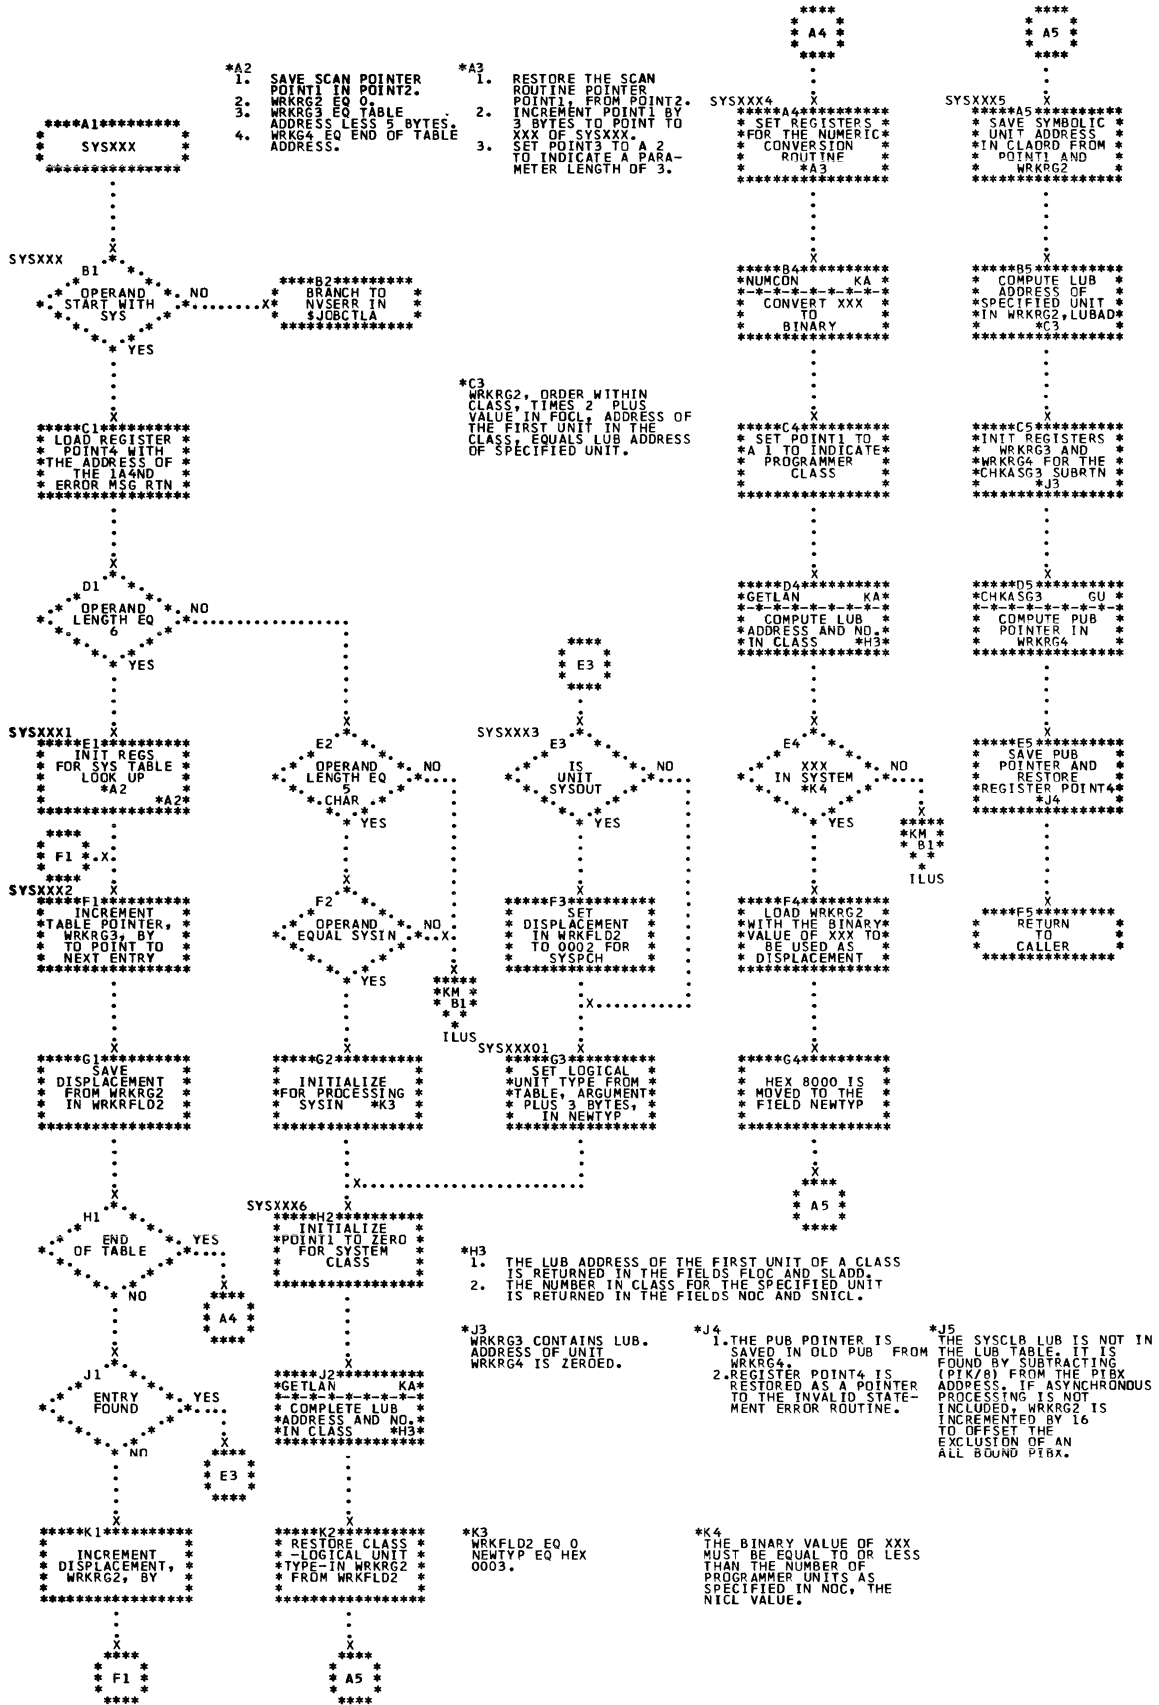 A4
A5
*A2
1. SAVE SCAN POINTER
POINT1 IN POINT2.
2. WRKRG2 EQ 0.
3. WRKRG3 EQ TABLE
ADDRESS LESS 5 BYTES.
4. WRKG4 EQ END OF TABLE
ADDRESS.
*A3
1. RESTORE THE SCAN
ROUTINE POINTER
POINT1, FROM POINT2.
2. INCREMENT POINT1 BY
3 BYTES TO POINT TO
XXX OF SYSXXX.
3. SET POINT3 TO A 2
TO INDICATE A PARA-
METER LENGTH OF 3.
A1
SYSXXX
SYSXXX
B1
OPERAND
START WITH
SYS
NO
YES
B2
BRANCH TO
NVSERR IN
$JOBCTLA
C1
LOAD REGISTER
POINT4 WITH
THE ADDRESS OF
THE 1A4ND
ERROR MSG RTN
D1
OPERAND
LENGTH EQ
6
NO
YES
SYSXXX1
E1
INIT REGS
FOR SYS TABLE
LOOK UP
*A2
*A2*
F1
SYSXXX2
F1
INCREMENT
TABLE POINTER,
WRKRG3, BY
TO POINT TO
NEXT ENTRY
G1
SAVE
DISPLACEMENT
FROM WRKRG2
IN WRKRFLD2
H1
END
OF TABLE
YES
NO
A4
J1
ENTRY
FOUND
YES
NO
E3
K1
INCREMENT
DISPLACEMENT,
WRKRG2, BY
F1
E2
OPERAND
LENGTH EQ
5
CHAR
NO
YES
F2
OPERAND
EQUAL SYSIN
NO
YES
KM
B1
ILUS
G2
INITIALIZE
FOR PROCESSING
SYSIN *K3
SYSXXX6
H2
INITIALIZE
POINT1 TO ZERO
FOR SYSTEM
CLASS
J2
GETLAN KA
COMPLETE LUB
ADDRESS AND NO.
IN CLASS *H3*
K2
RESTORE CLASS
-LOGICAL UNIT
TYPE-IN WRKRG2
FROM WRKFLD2
A5
*C3
WRKRG2, ORDER WITHIN
CLASS, TIMES 2 PLUS
VALUE IN FOCL, ADDRESS OF
THE FIRST UNIT IN THE
CLASS, EQUALS LUB ADDRESS
OF SPECIFIED UNIT.
E3
SYSXXX3
E3
IS
UNIT
SYSOUT
NO
YES
F3
SET
DISPLACEMENT
IN WRKFLD2
TO 0002 FOR
SYSPCH
SYSXXX01
G3
SET LOGICAL
UNIT TYPE FROM
TABLE, ARGUMENT
PLUS 3 BYTES,
IN NEWTYP
SYSXXX4
A4
SET REGISTERS
FOR THE NUMERIC
CONVERSION
ROUTINE
*A3
B4
NUMCON KA
CONVERT XXX
TO
BINARY
C4
SET POINT1 TO
A 1 TO INDICATE
PROGRAMMER
CLASS
D4
GETLAN KA
COMPUTE LUB
ADDRESS AND NO.
IN CLASS *H3*
E4
XXX
IN SYSTEM
*K4
NO
YES
KM
B1
ILUS
F4
LOAD WRKRG2
WITH THE BINARY
VALUE OF XXX TO
BE USED AS
DISPLACEMENT
G4
HEX 8000 IS
MOVED TO THE
FIELD NEWTYP
A5
SYSXXX5
A5
SAVE SYMBOLIC
UNIT ADDRESS
IN CLAORD FROM
POINT1 AND
WRKRG2
B5
COMPUTE LUB
ADDRESS OF
SPECIFIED UNIT
IN WRKRG2,LUBAD
*C3
C5
INIT REGISTERS
WRKRG3 AND
WRKRG4 FOR THE
CHKASG3 SUBRTN
*J3
D5
CHKASG3 GU
COMPUTE PUB
POINTER IN
WRKRG4
E5
SAVE PUB
POINTER AND
RESTORE
REGISTER POINT4
*J4
F5
RETURN
TO
CALLER
*H3
1. THE LUB ADDRESS OF THE FIRST UNIT OF A CLASS
IS RETURNED IN THE FIELDS FLOC AND SLADD.
2. THE NUMBER IN CLASS FOR THE SPECIFIED UNIT
IS RETURNED IN THE FIELDS NOC AND SNICL.
*J3
WRKRG3 CONTAINS LUB.
ADDRESS OF UNIT
WRKRG4 IS ZEROED.
*J4
1.THE PUB POINTER IS
SAVED IN OLD PUB FROM
WRKRG4.
2.REGISTER POINT4 IS
RESTORED AS A POINTER
TO THE INVALID STATE-
MENT ERROR ROUTINE.
*J5
THE SYSCLB LUB IS NOT IN
THE LUB TABLE. IT IS
FOUND BY SUBTRACTING
(PIK/8) FROM THE PIBX
ADDRESS. IF ASYNCHRONOUS
PROCESSING IS NOT
INCLUDED, WRKRG2 IS
INCREMENTED BY 16
TO OFFSET THE
EXCLUSION OF AN
ALL BOUND PIBX.
*K3
WRKFLD2 EQ 0
NEWTYP EQ HEX
0003.
*K4
THE BINARY VALUE OF XXX
MUST BE EQUAL TO OR LESS
THAN THE NUMBER OF
PROGRAMMER UNITS AS
SPECIFIED IN NOC, THE
NICL VALUE.